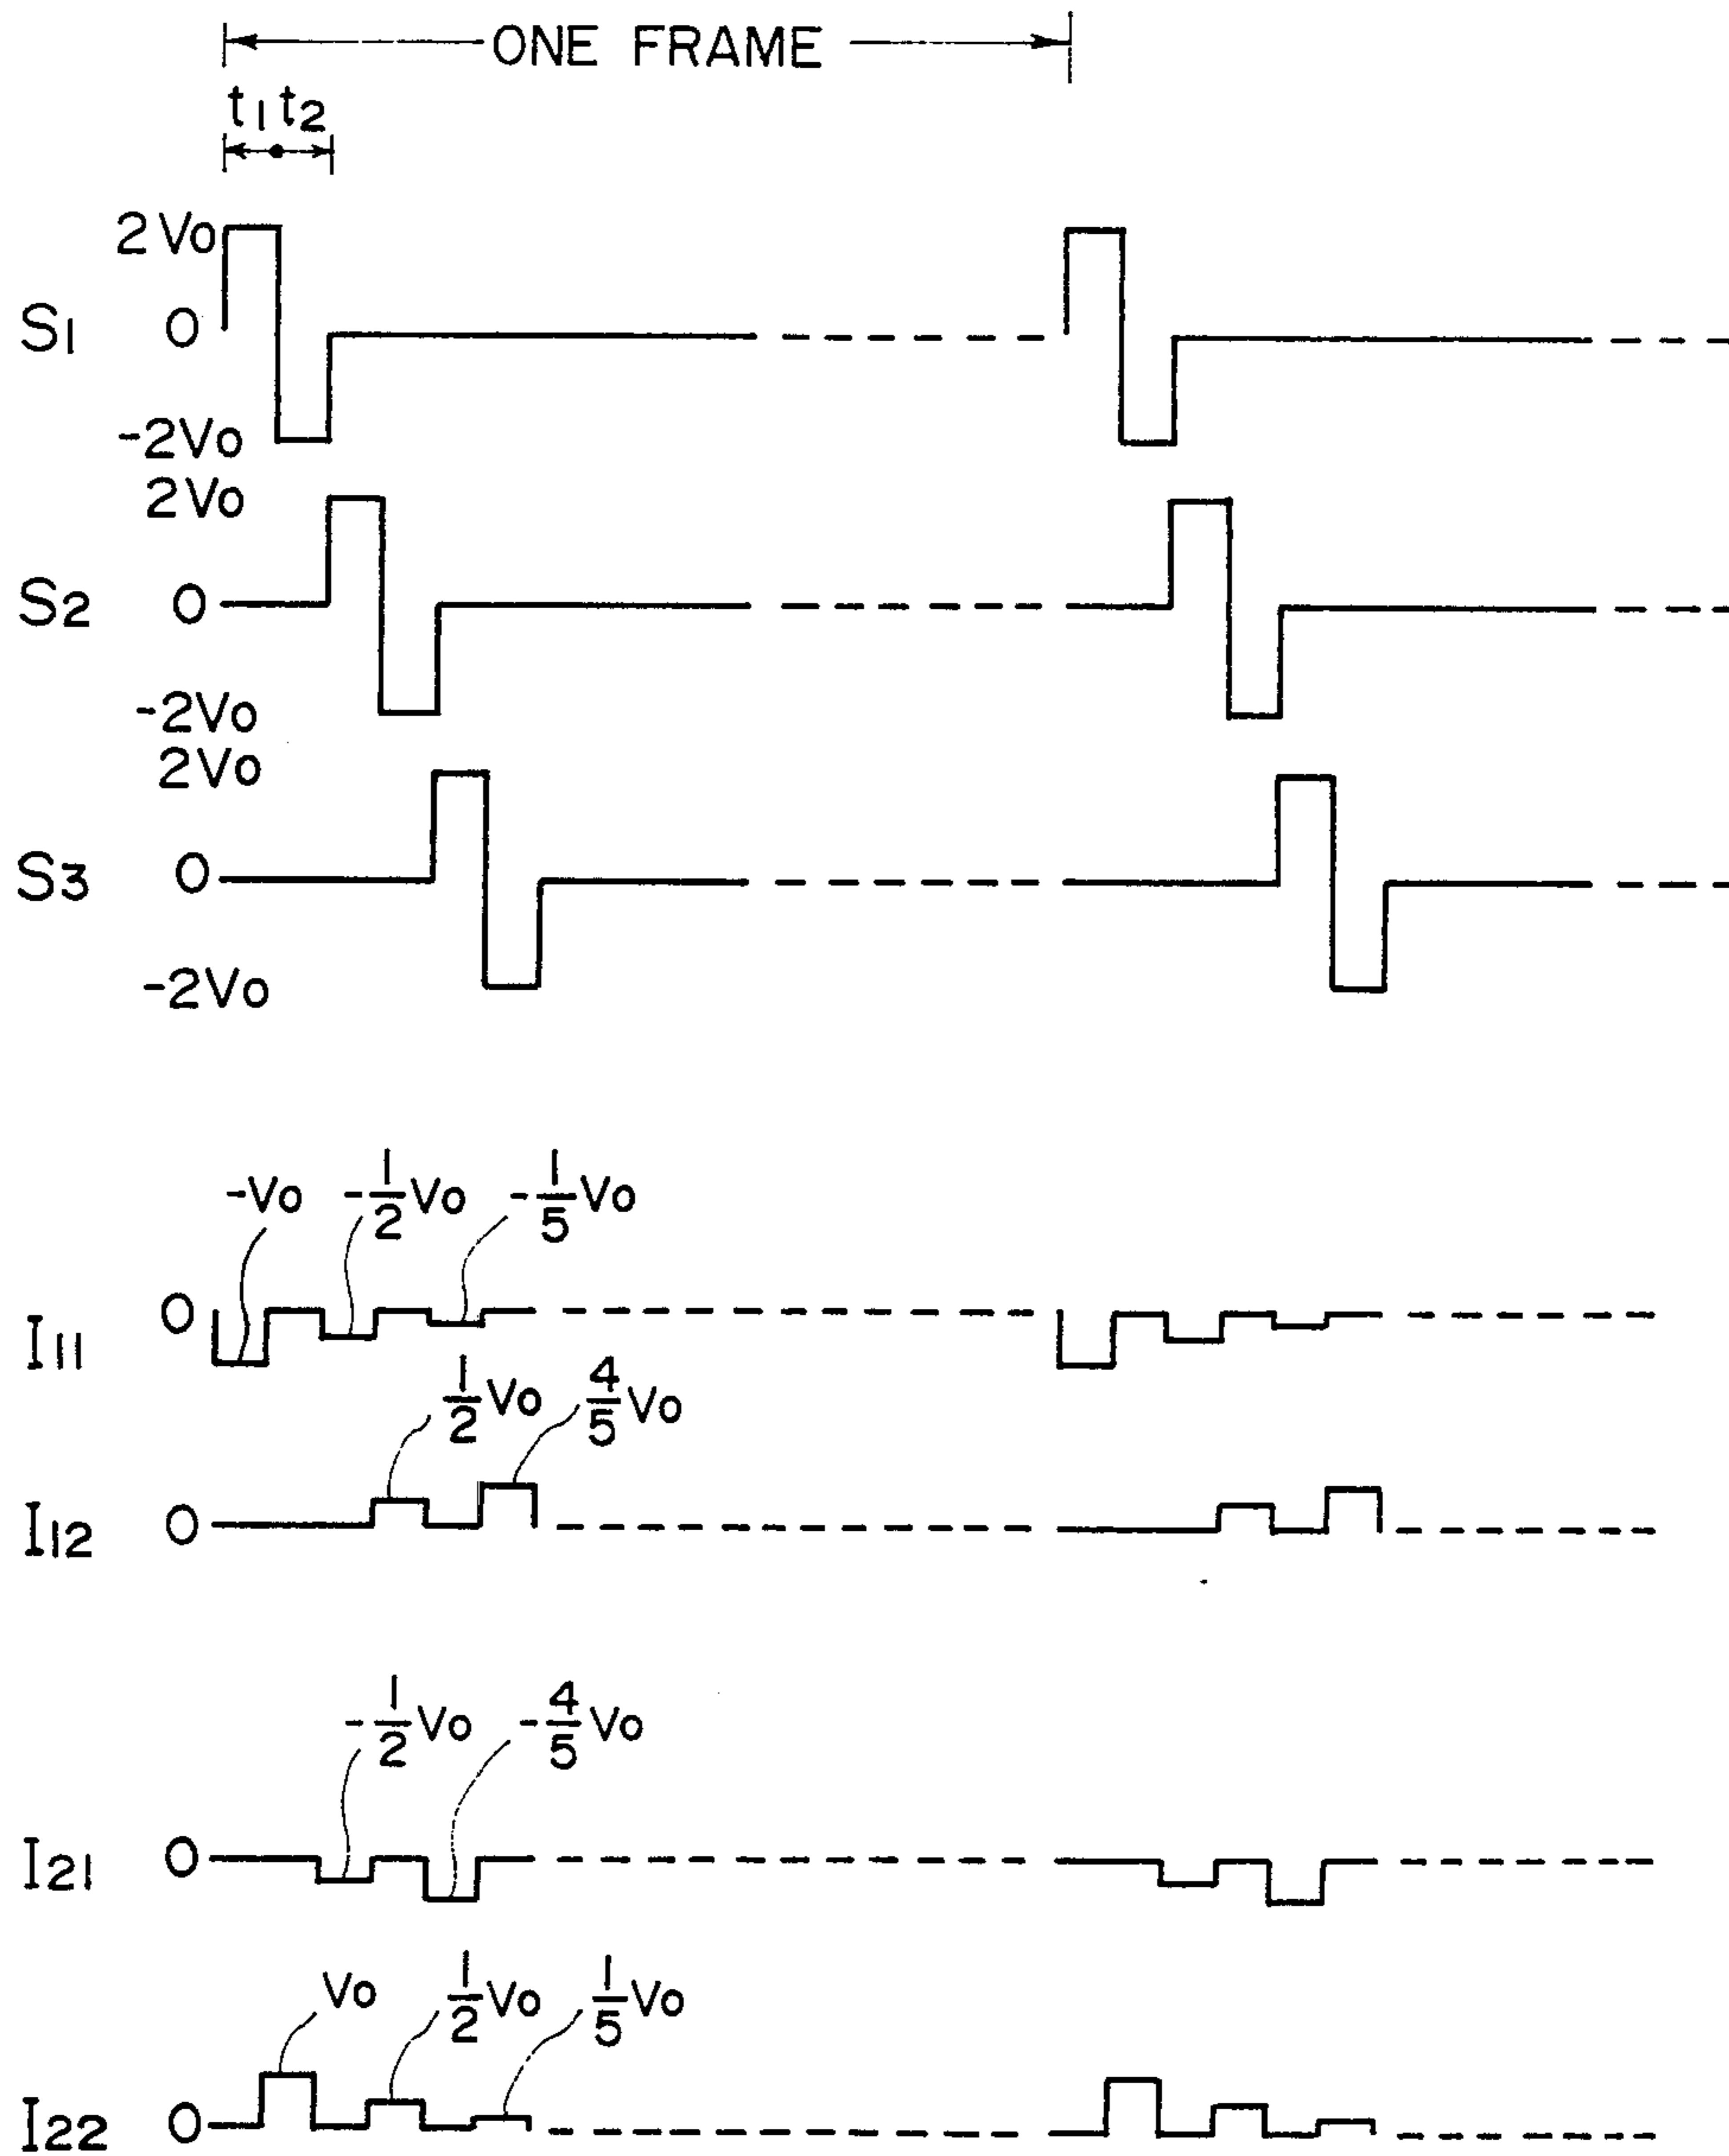 ONE FRAME
t1 t2
2Vo
S1 0
-2Vo
2Vo
S2 0
-2Vo
2Vo
S3 0
-2Vo
-Vo -1/2Vo -1/5Vo
0
I11
1/2Vo 4/5Vo
I12 0
-1/2Vo -4/5Vo
I21 0
Vo 1/2Vo 1/5Vo
I22 0